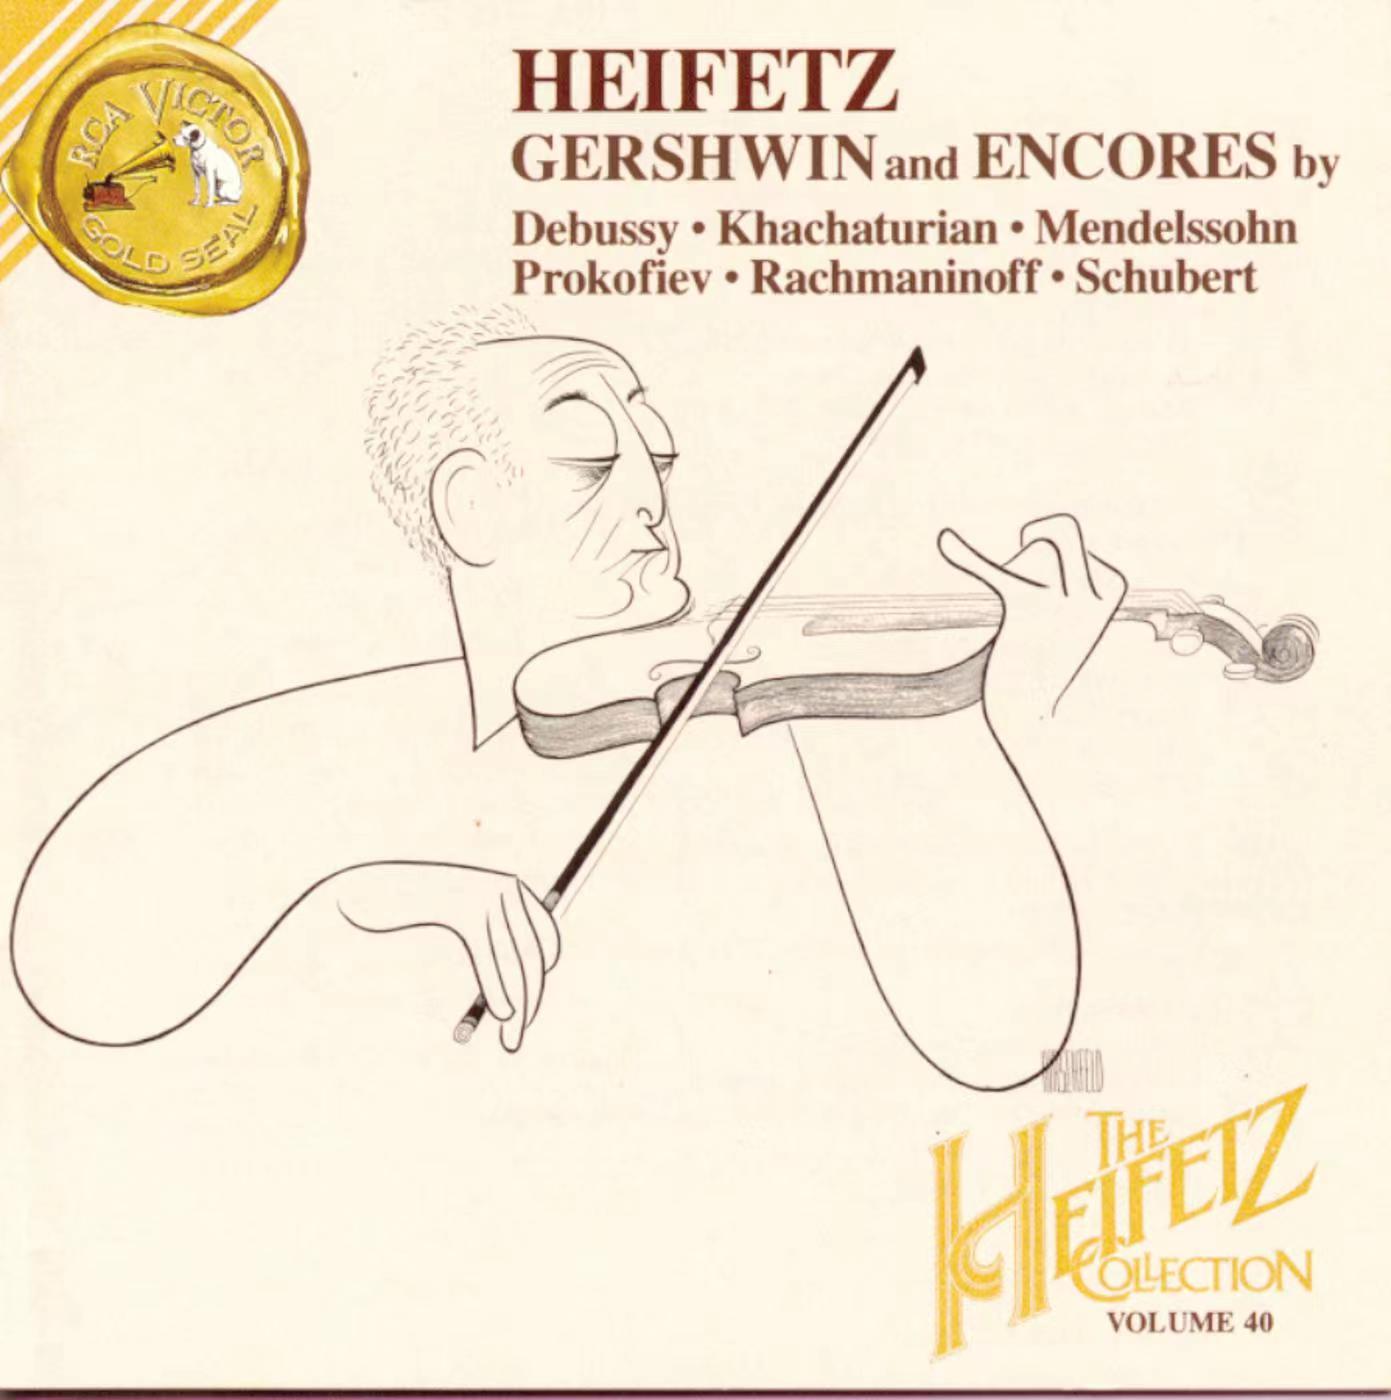 RCA VICTOR
GOLD SEAL
HEIFETZ
GERSHWIN and ENCORES by
Debussy • Khachaturian • Mendelssohn
Prokofiev • Rachmaninoff • Schubert
HIRSCHFELD
THE
HEIFETZ
COLLECTION
VOLUME 40